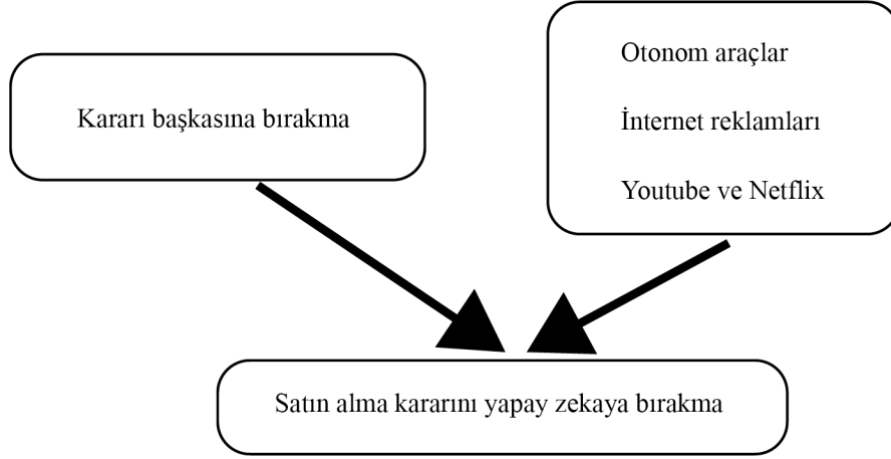 Kararı başkasına bırakma
Otonom araçlar
İnternet reklamları
Youtube ve Netflix
Satın alma kararını yapay zekaya bırakma